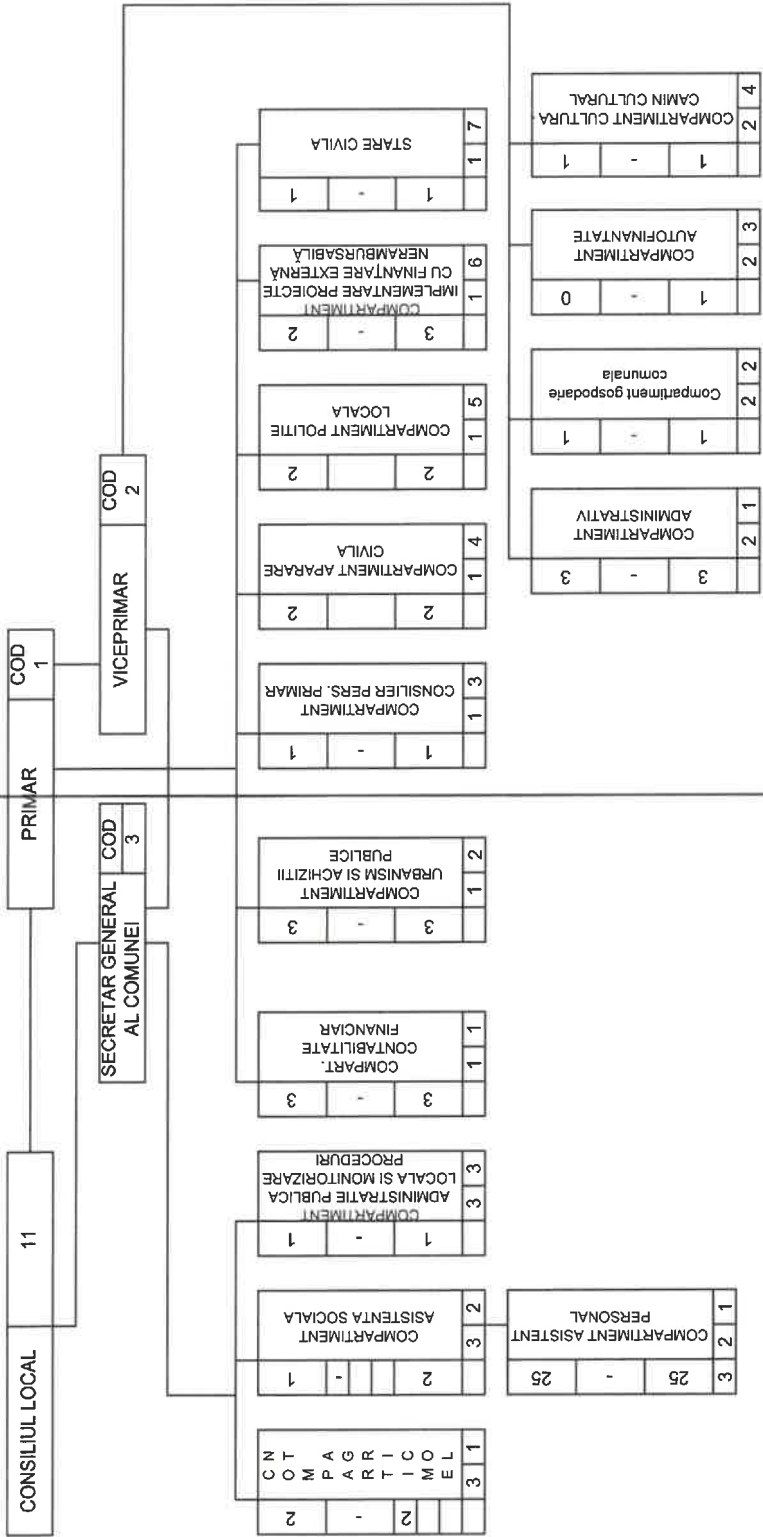 CONSILIUL LOCAL
11
PRIMAR
COD
1
SECRETAR GENERAL
AL COMUNEI
COD
3
VICEPRIMAR
COD
2
C N
O T
M
P A
A G
R R
T I
I C
M O
E L
2
-
2
3 1
COMPARTIMENT
ASISTENTA SOCIALA
1
-
2
3 2
COMPARTIMENT
ADMINISTRATIE PUBLICA
LOCALA SI MONITORIZARE
PROCEDURI
1
-
1
3 3
COMPART.
CONTABILITATE
FINANCIAR
3
-
3
1 1
COMPARTIMENT
URBANISM SI ACHIZITII
PUBLICE
3
-
3
1 2
COMPARTIMENT
CONSILIER PERS. PRIMAR
1
-
1
1 3
COMPARTIMENT APARARE
CIVILA
2
2
1 4
COMPARTIMENT POLITIE
LOCALA
2
2
1 5
COMPARTIMENT
IMPLEMENTARE PROIECTE
CU FINANȚARE EXTERNĂ
NERAMBURSABILĂ
2
-
3
1 6
STARE CIVILA
1
-
1
1 7
COMPARTIMENT ASISTENT
PERSONAL
25
-
25
3 2 1
COMPARTIMENT
ADMINISTRATIV
3
-
3
2 1
Compartiment gospodarie
comunala
1
-
1
2 2
COMPARTIMENT
AUTOFINANTATE
0
-
1
2 3
COMPARTIMENT CULTURA
CAMIN CULTURAL
1
-
1
2 4